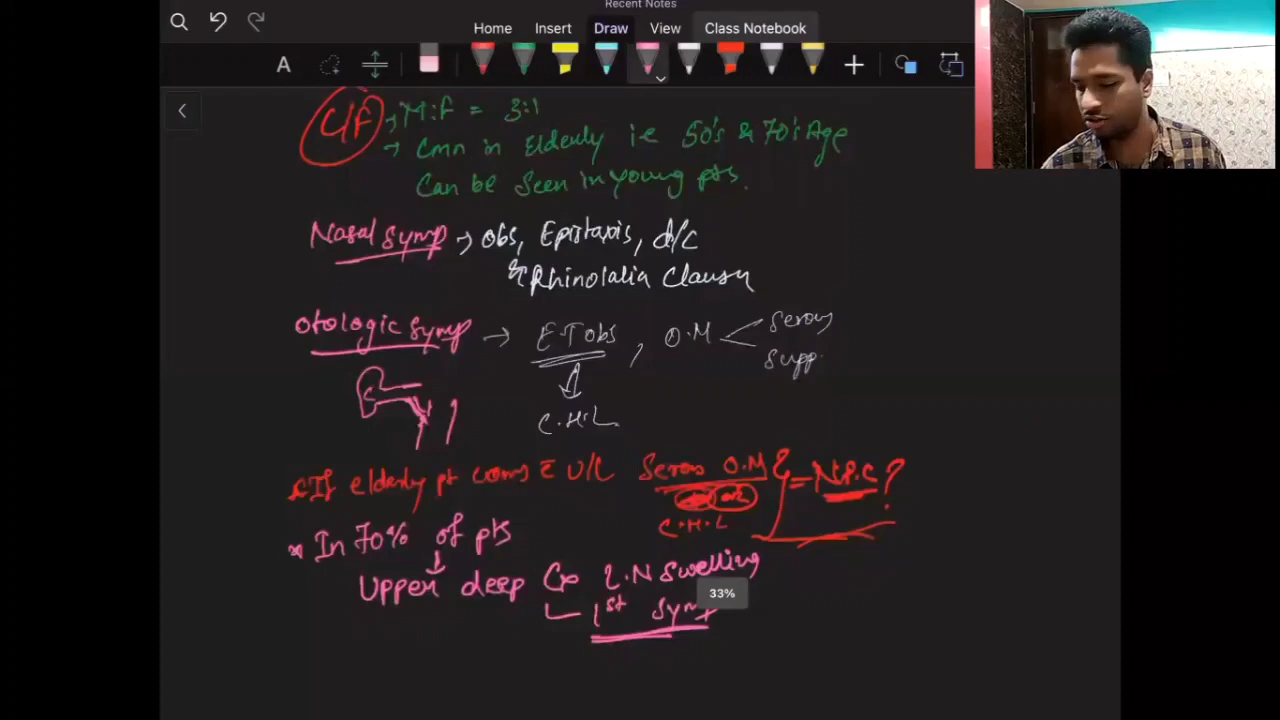 Recent Notes
Home Insert Draw View Class Notebook
A
C/f → M:F = 3:1
→ Cmn in Elderly i.e 50's & 70's Age
Can be Seen in young pts.
Nasal Symp → Obs, Epistaxis, d/c
& Rhinolalia Clausa
Otologic Symp → E.T obs, O.M < Serous
Supp.
C.H.L
* If elderly pt coms c̄ U/L Serous O.M } = N.P.C ?
C.H.L
* In 70% of pts
Upper deep Cx L.N Swelling
33%
1st Symp